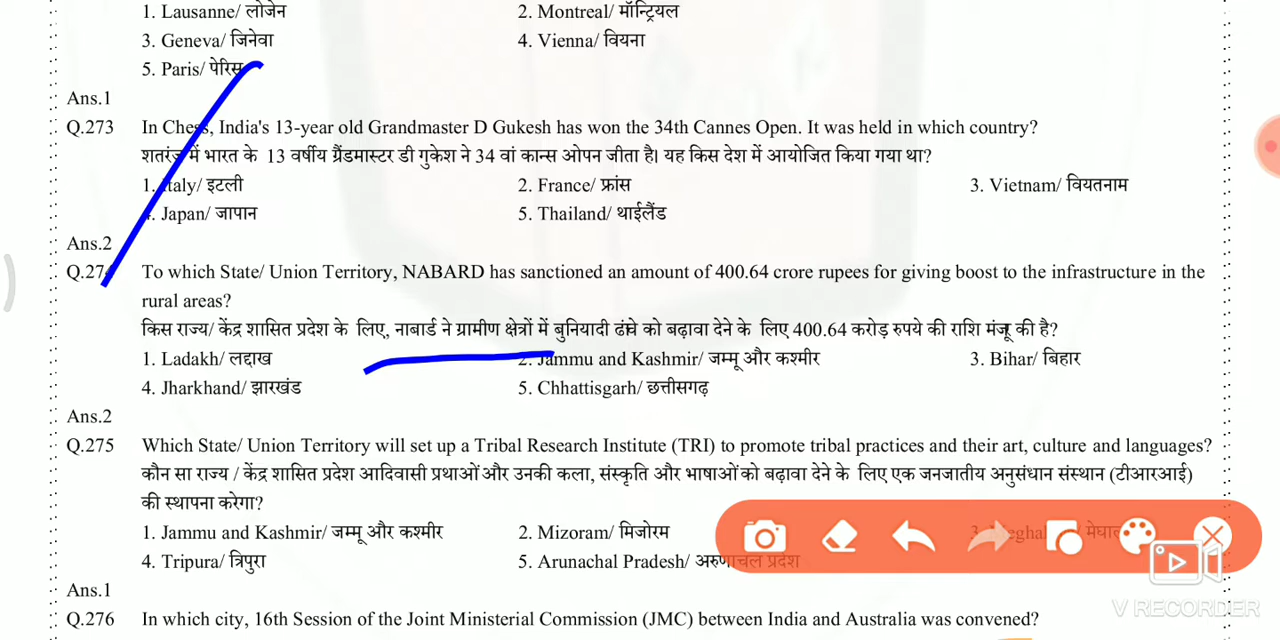 1. Lausanne/ लोजेन 2. Montreal/ मॉन्ट्रियल
3. Geneva/ जिनेवा 4. Vienna/ वियना
5. Paris/ पेरिस
Ans.1
Q.273 In Chess, India's 13-year old Grandmaster D Gukesh has won the 34th Cannes Open. It was held in which country?
शतरंज में भारत के 13 वर्षीय ग्रैंडमास्टर डी गुकेश ने 34 वां कान्स ओपन जीता है। यह किस देश में आयोजित किया गया था?
1. Italy/ इटली 2. France/ फ्रांस 3. Vietnam/ वियतनाम
4. Japan/ जापान 5. Thailand/ थाईलैंड
Ans.2
Q.274 To which State/ Union Territory, NABARD has sanctioned an amount of 400.64 crore rupees for giving boost to the infrastructure in the
rural areas?
किस राज्य/ केंद्र शासित प्रदेश के लिए, नाबार्ड ने ग्रामीण क्षेत्रों में बुनियादी ढांचे को बढ़ावा देने के लिए 400.64 करोड़ रुपये की राशि मंजूर की है?
1. Ladakh/ लद्दाख 2. Jammu and Kashmir/ जम्मू और कश्मीर 3. Bihar/ बिहार
4. Jharkhand/ झारखंड 5. Chhattisgarh/ छत्तीसगढ़
Ans.2
Q.275 Which State/ Union Territory will set up a Tribal Research Institute (TRI) to promote tribal practices and their art, culture and languages?
कौन सा राज्य / केंद्र शासित प्रदेश आदिवासी प्रथाओं और उनकी कला, संस्कृति और भाषाओं को बढ़ावा देने के लिए एक जनजातीय अनुसंधान संस्थान (टीआरआई)
की स्थापना करेगा?
1. Jammu and Kashmir/ जम्मू और कश्मीर 2. Mizoram/ मिजोरम 3.
4. Tripura/ त्रिपुरा 5. Arunachal Pradesh/ अरुणाचल प्रदेश
Ans.1
Q.276 In which city, 16th Session of the Joint Ministerial Commission (JMC) between India and Australia was convened?
V RECORDER